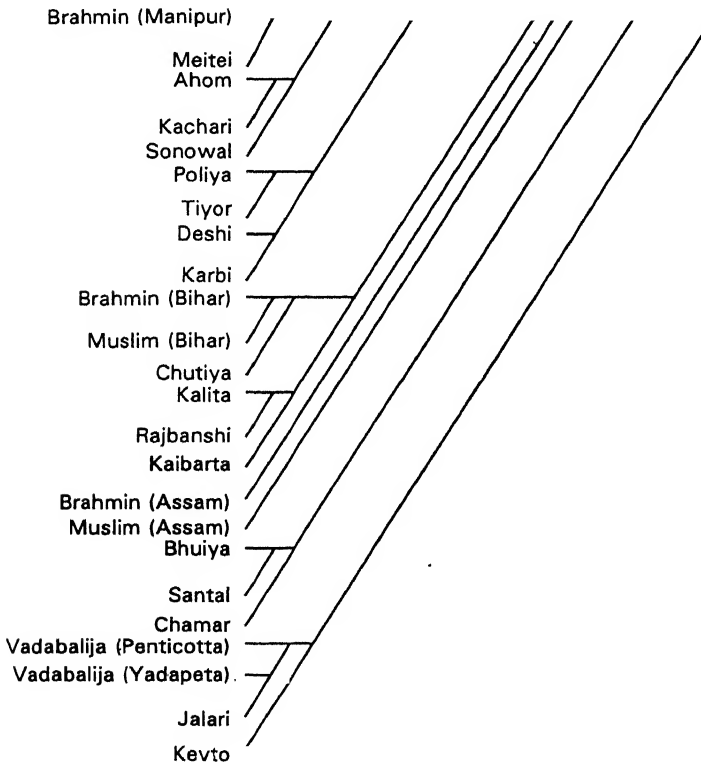 Brahmin (Manipur)
Meitei
Ahom
Kachari
Sonowal
Poliya
Tiyor
Deshi
Karbi
Brahmin (Bihar)
Muslim (Bihar)
Chutiya
Kalita
Rajbanshi
Kaibarta
Brahmin (Assam)
Muslim (Assam)
Bhuiya
Santal
Chamar
Vadabalija (Penticotta)
Vadabalija (Yadapeta)
Jalari
Kevto